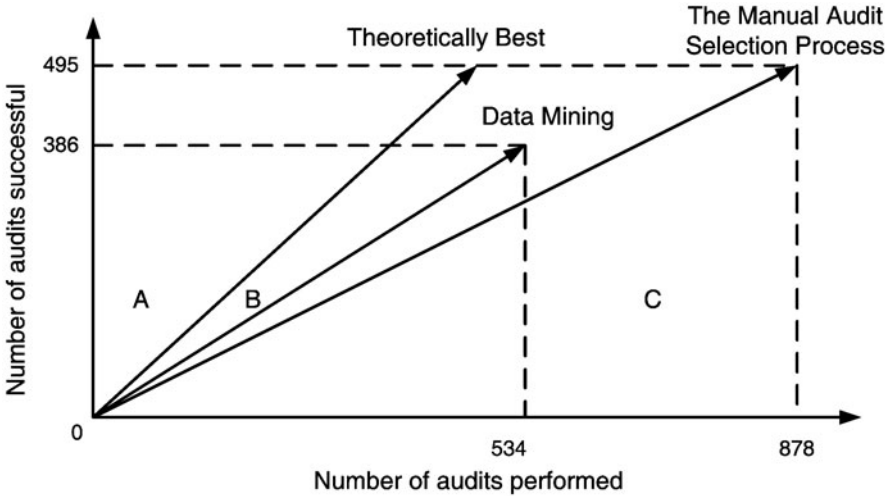 The Manual Audit
Selection Process
Theoretically Best
495
Data Mining
386
Number of audits successful
A
B
C
0
534
878
Number of audits performed